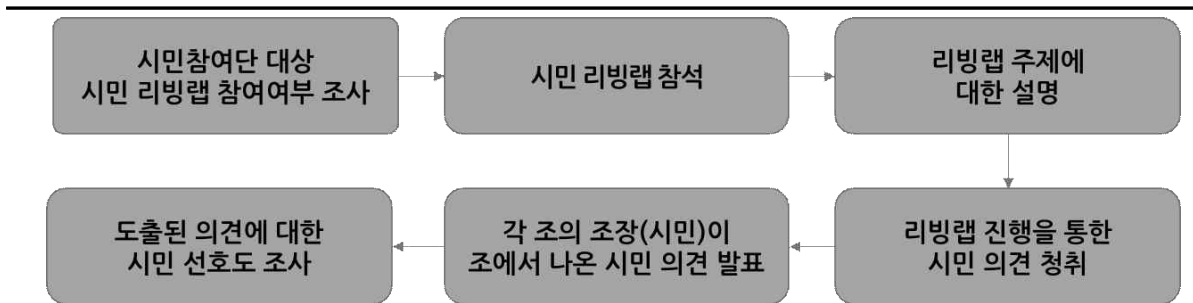 시민참여단 대상
시민 리빙랩 참여여부 조사
시민 리빙랩 참석
리빙랩 주제에
대한 설명
리빙랩 진행을 통한
시민 의견 청취
각 조의 조장(시민)이
조에서 나온 시민 의견 발표
도출된 의견에 대한
시민 선호도 조사